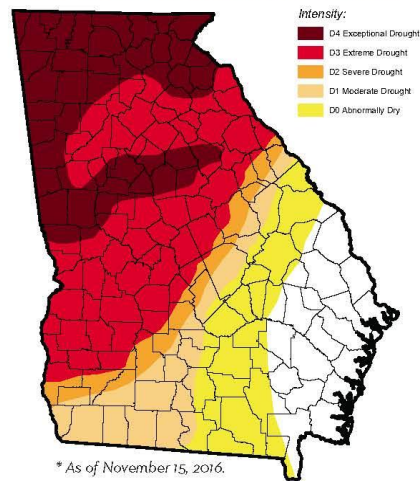 Intensity:
D4 Exceptional Drought
D3 Extreme Drought
D2 Severe Drought
D1 Moderate Drought
D0 Abnormally Dry
* As of November 15, 2016.